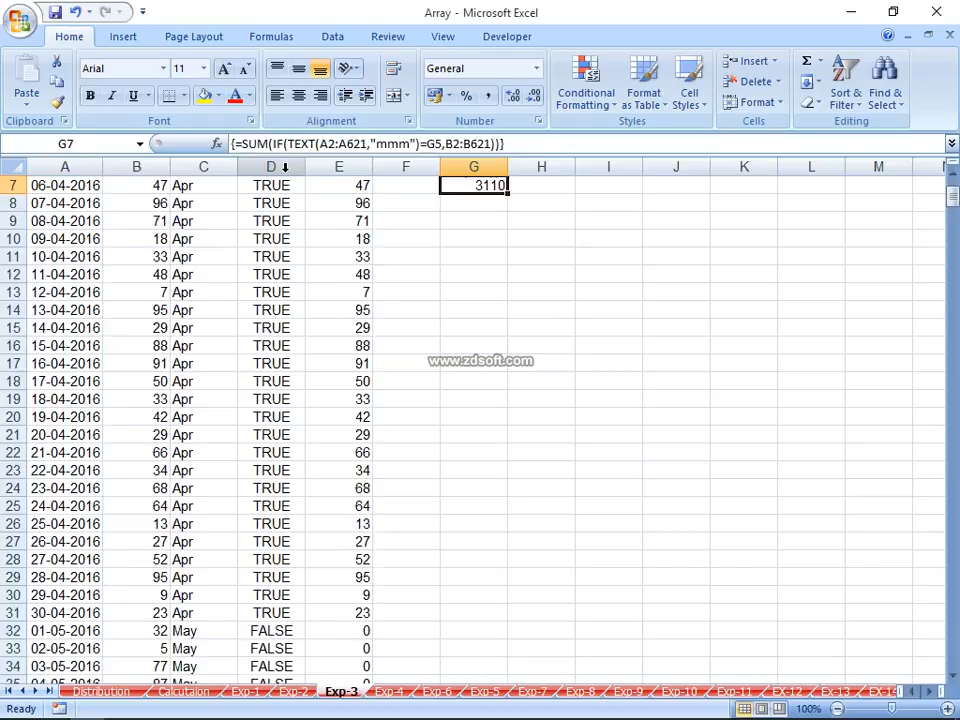 Array - Microsoft Excel
Home Insert Page Layout Formulas Data Review View Developer
Paste Arial 11 General Conditional Formatting Format as Table Cell Styles Insert Delete Format Sort & Filter Find & Select
B I U
Clipboard Font Alignment Number Styles Cells Editing
G7 fx {=SUM(IF(TEXT(A2:A621,"mmm")=G5,B2:B621))}
A B C D E F G H I J K L M
7 06-04-2016 47 Apr TRUE 47 3110
8 07-04-2016 96 Apr TRUE 96
9 08-04-2016 71 Apr TRUE 71
10 09-04-2016 18 Apr TRUE 18
11 10-04-2016 33 Apr TRUE 33
12 11-04-2016 48 Apr TRUE 48
13 12-04-2016 7 Apr TRUE 7
14 13-04-2016 95 Apr TRUE 95
15 14-04-2016 29 Apr TRUE 29
16 15-04-2016 88 Apr TRUE 88
17 16-04-2016 91 Apr TRUE 91
18 17-04-2016 50 Apr TRUE 50
19 18-04-2016 33 Apr TRUE 33
20 19-04-2016 42 Apr TRUE 42
21 20-04-2016 29 Apr TRUE 29
22 21-04-2016 66 Apr TRUE 66
23 22-04-2016 34 Apr TRUE 34
24 23-04-2016 68 Apr TRUE 68
25 24-04-2016 64 Apr TRUE 64
26 25-04-2016 13 Apr TRUE 13
27 26-04-2016 27 Apr TRUE 27
28 27-04-2016 52 Apr TRUE 52
29 28-04-2016 95 Apr TRUE 95
30 29-04-2016 9 Apr TRUE 9
31 30-04-2016 23 Apr TRUE 23
32 01-05-2016 32 May FALSE 0
33 02-05-2016 5 May FALSE 0
34 03-05-2016 77 May FALSE 0
35 04-05-2016 87 May FALSE 0
www.zdsoft.com
Distribution Calcutaion Exp-1 Exp-2 Exp-3 Exp-4 Exp-6 Exp-5 Exp-7 Exp-8 Exp-9 Exp-10 Exp-11 EX-12 Ex-13 EX-14
Ready 100%